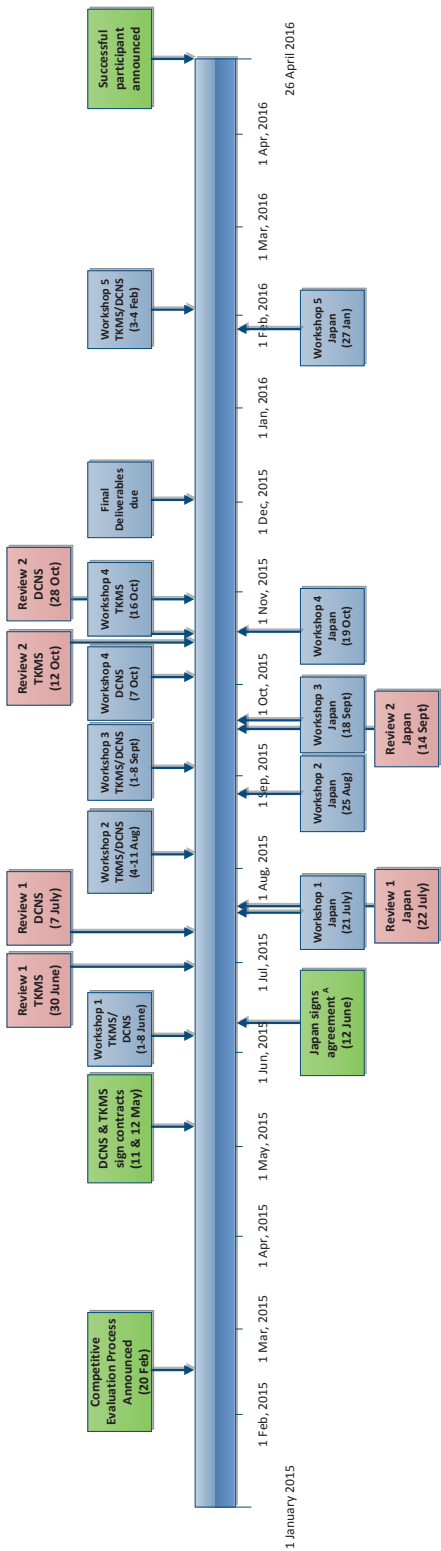 Competitive
Evaluation Process
Announced
(20 Feb)
DCNS & TKMS
sign contracts
(11 & 12 May)
Workshop 1
TKMS/
DCNS
(1-8 June)
Review 1
TKMS
(30 June)
Review 1
DCNS
(7 July)
Workshop 2
TKMS/DCNS
(4-11 Aug)
Workshop 3
TKMS/DCNS
(1-8 Sept)
Workshop 4
DCNS
(7 Oct)
Review 2
TKMS
(12 Oct)
Workshop 4
TKMS
(16 Oct)
Review 2
DCNS
(28 Oct)
Final
Deliverables
due
Workshop 5
TKMS/DCNS
(3-4 Feb)
Successful
participant
announced
1 January 2015
1 Feb, 2015
1 Mar, 2015
1 Apr, 2015
1 May, 2015
1 Jun, 2015
1 Jul, 2015
1 Aug, 2015
1 Sep, 2015
1 Oct, 2015
1 Nov, 2015
1 Dec, 2015
1 Jan, 2016
1 Feb, 2016
1 Mar, 2016
1 Apr, 2016
26 April 2016
Japan signs
agreement ^
(12 June)
Workshop 1
Japan
(21 July)
Review 1
Japan
(22 July)
Workshop 2
Japan
(25 Aug)
Workshop 3
Japan
(18 Sept)
Review 2
Japan
(14 Sept)
Workshop 4
Japan
(19 Oct)
Workshop 5
Japan
(27 Jan)